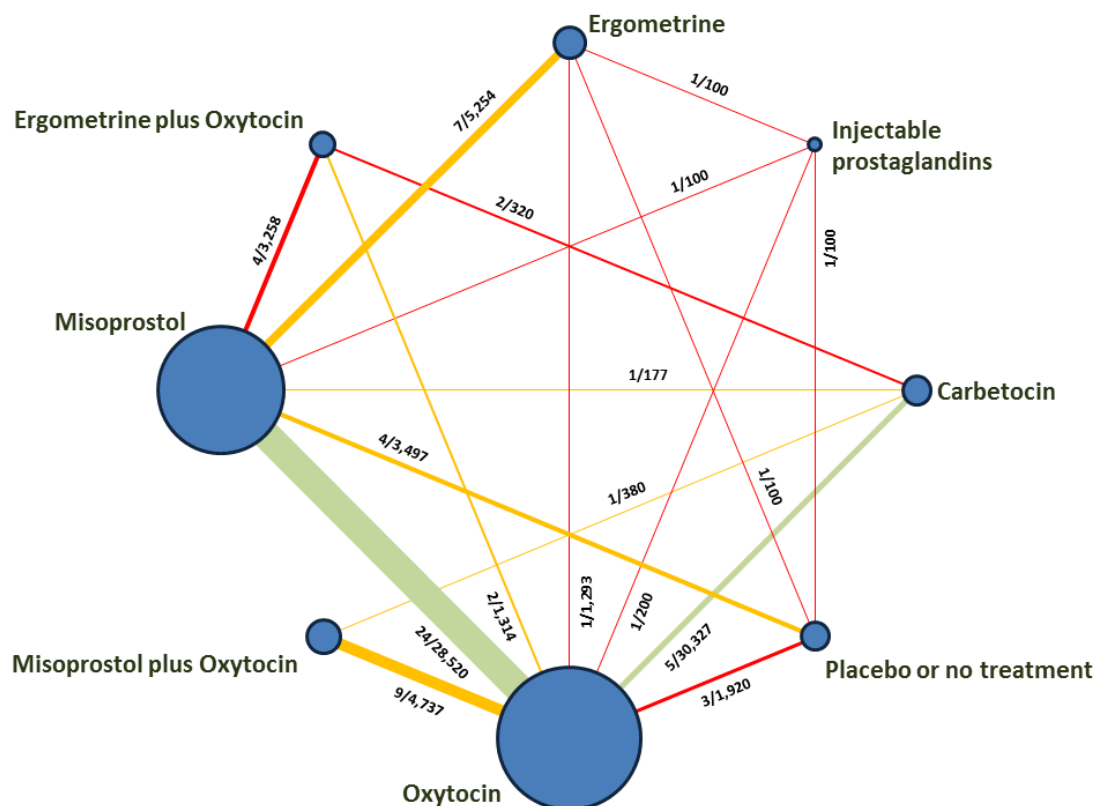 Ergometrine
1/100
Ergometrine plus Oxytocin
7/5,254
Injectable
prostaglandins
1/100
2/320
4/3,258
1/100
Misoprostol
1/177
Carbetocin
4/3,497
1/100
1/380
2/1,314
1/1,293
1/200
5/30,327
24/28,520
Misoprostol plus Oxytocin
Placebo or no treatment
9/4,737
3/1,920
Oxytocin